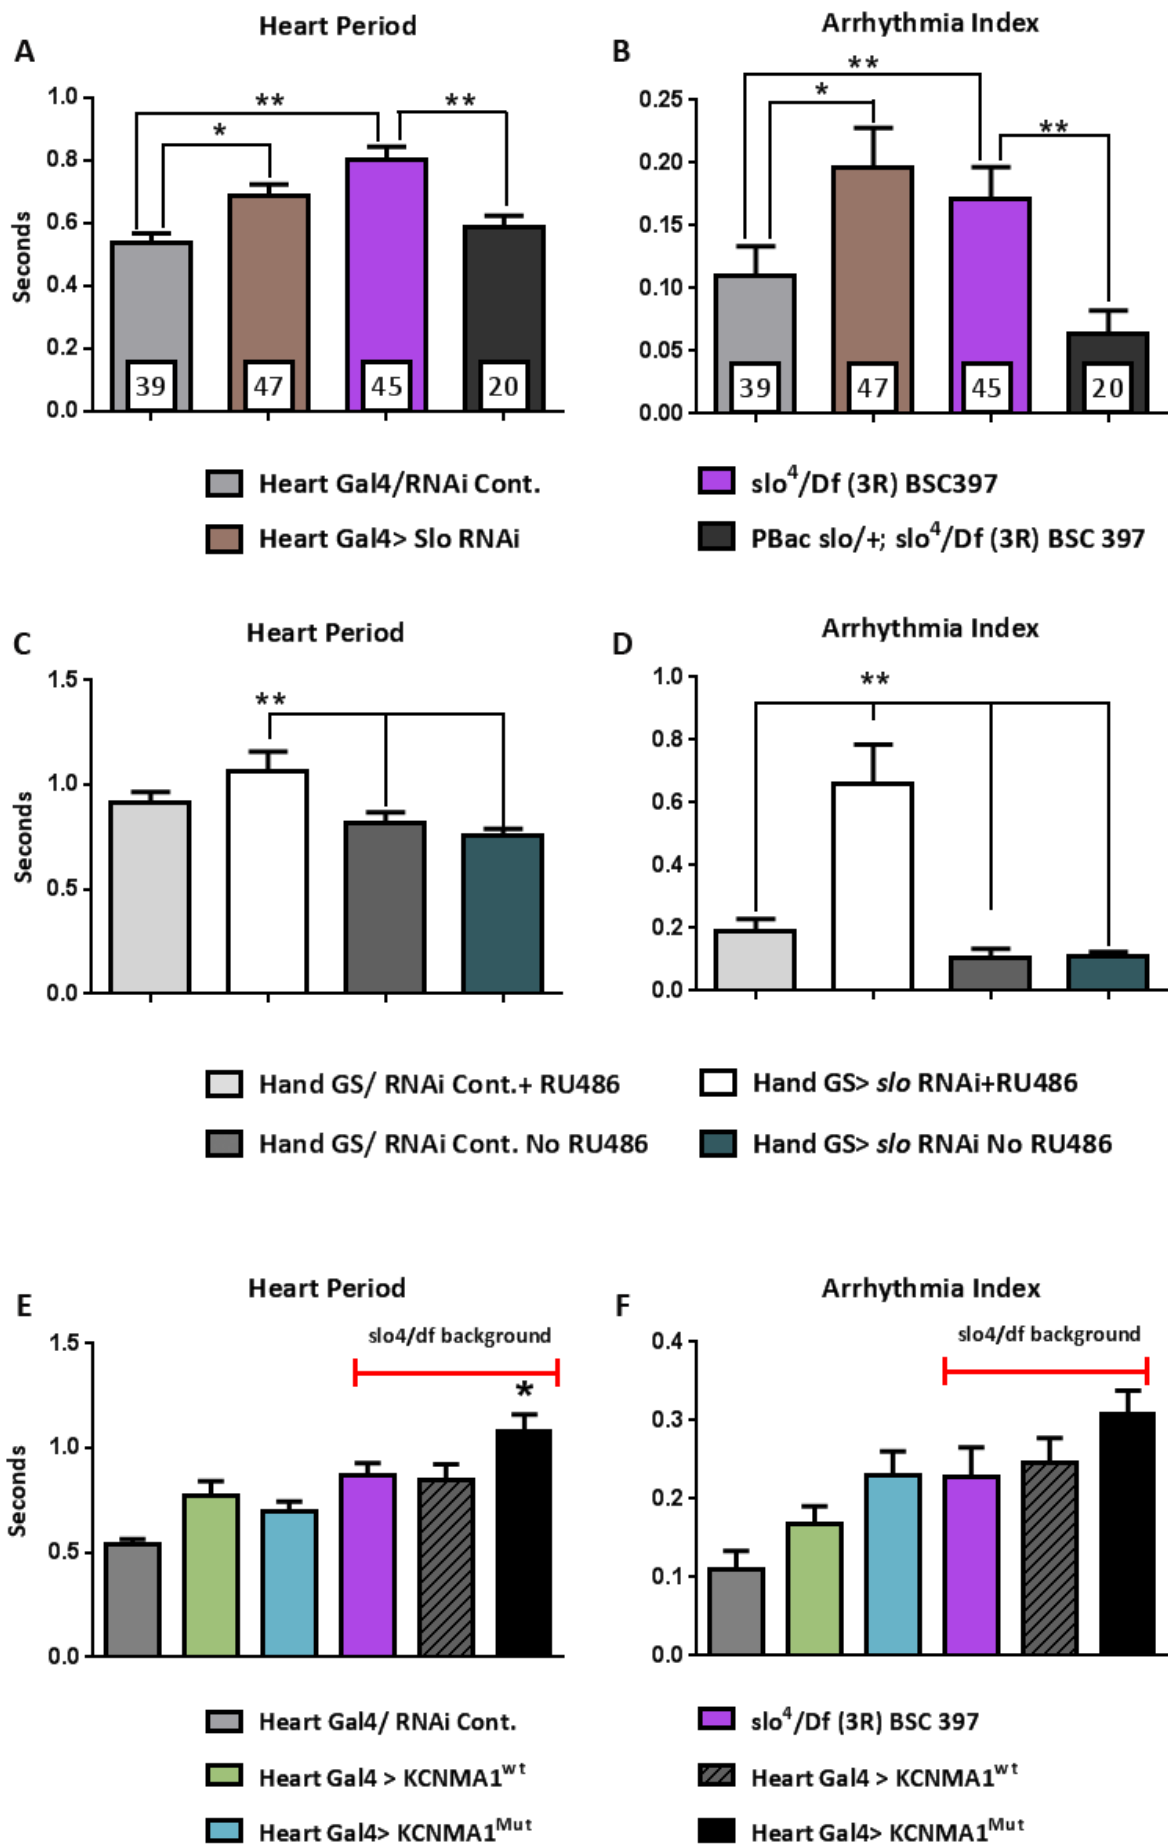 Heart Period
Arrhythmia Index
A
B
** ** *
** * **
1.0
0.8
0.6
0.4
0.2
0.0
Seconds
39 47 45 20
0.25
0.20
0.15
0.10
0.05
0.00
39 47 45 20
Heart Gal4/RNAi Cont.
slo⁴/Df (3R) BSC397
Heart Gal4> Slo RNAi
PBac slo/+; slo⁴/Df (3R) BSC 397
Heart Period
Arrhythmia Index
C
D
**
**
1.5
1.0
0.5
0.0
Seconds
1.0
0.8
0.6
0.4
0.2
0.0
Hand GS/ RNAi Cont.+ RU486
Hand GS> slo RNAi+RU486
Hand GS/ RNAi Cont. No RU486
Hand GS> slo RNAi No RU486
Heart Period
Arrhythmia Index
E
F
slo4/df background
slo4/df background
*
1.5
1.0
0.5
0.0
Seconds
0.4
0.3
0.2
0.1
0.0
Heart Gal4/ RNAi Cont.
slo⁴/Df (3R) BSC 397
Heart Gal4 > KCNMA1ʷᵗ
Heart Gal4 > KCNMA1ʷᵗ
Heart Gal4> KCNMA1ᴹᵘᵗ
Heart Gal4> KCNMA1ᴹᵘᵗ